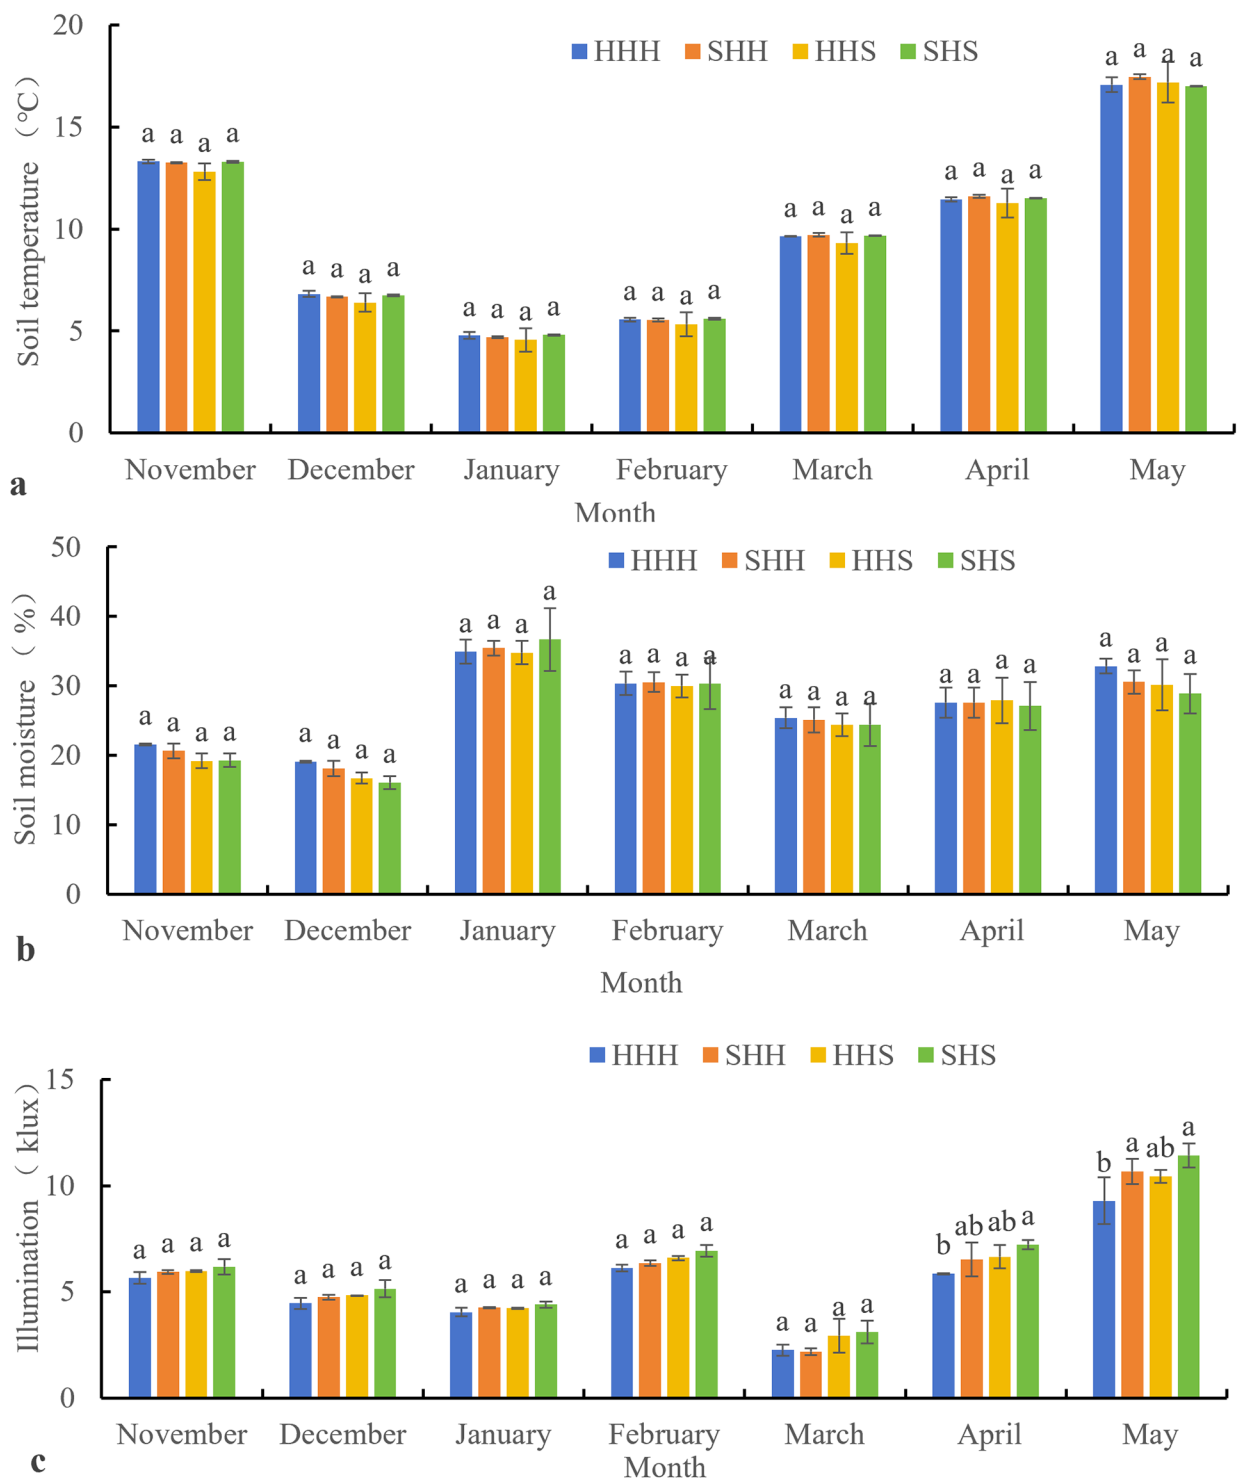 20
HHH SHH HHS SHS
a a a a
15
a a a a
a a a a
10
a a a a
a a a a
a a a a
5
a a a a
0
Soil temperature （℃）
November December January February March April May
a
Month
50
HHH SHH HHS SHS
40
a a a a
a a a a
a a a a
30
a a a a
a a a a
20
a a a a
a a a a
10
0
Soil moisture （ %）
November December January February March April May
b
Month
HHH SHH HHS SHS
15
b a ab a
10
b ab ab a
a a a a
a a a a
a a a a
5
a a a a
a a a a
0
Illumination （ klux）
November December January February March April May
c
Month